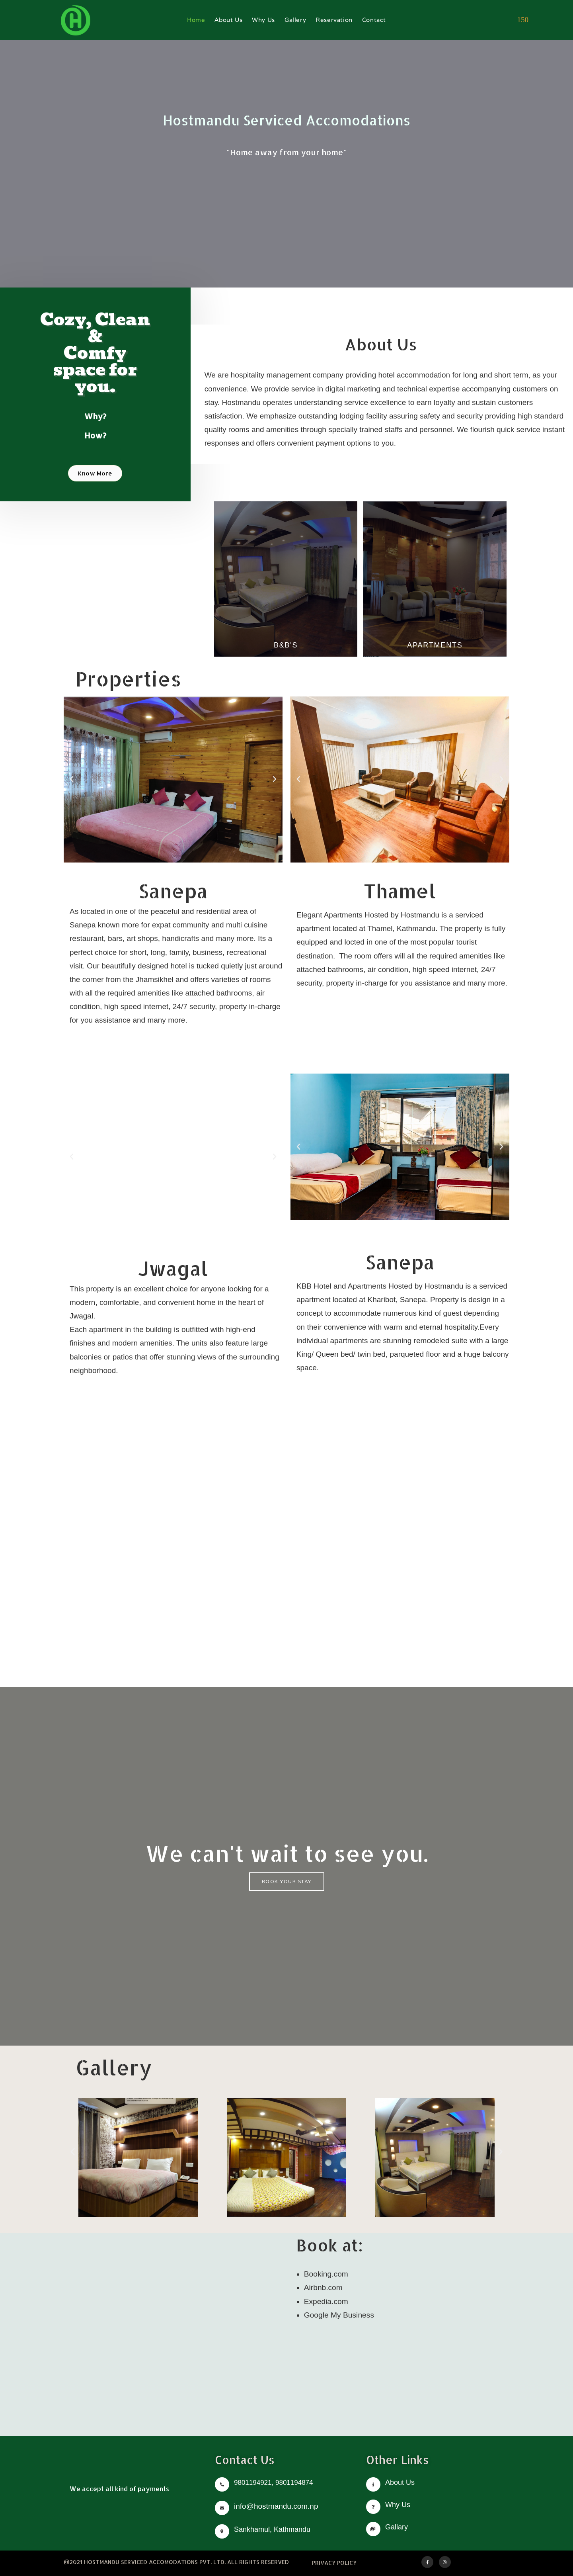 Home About Us Why Us Gallery Reservation Contact
150
Hostmandu Serviced Accomodations
"Home away from your home"
Cozy, Clean
&
Comfy
space for
you.
Why?
How?
Know More
About Us
We are hospitality management company providing hotel accommodation for long and short term, as your
convenience. We provide service in digital marketing and technical expertise accompanying customers on
stay. Hostmandu operates understanding service excellence to earn loyalty and sustain customers
satisfaction. We emphasize outstanding lodging facility assuring safety and security providing high standard
quality rooms and amenities through specially trained staffs and personnel. We flourish quick service instant
responses and offers convenient payment options to you.
B&B'S
APARTMENTS
Properties
Sanepa
As located in one of the peaceful and residential area of
Sanepa known more for expat community and multi cuisine
restaurant, bars, art shops, handicrafts and many more. Its a
perfect choice for short, long, family, business, recreational
visit. Our beautifully designed hotel is tucked quietly just around
the corner from the Jhamsikhel and offers varieties of rooms
with all the required amenities like attached bathrooms, air
condition, high speed internet, 24/7 security, property in-charge
for you assistance and many more.
Thamel
Elegant Apartments Hosted by Hostmandu is a serviced
apartment located at Thamel, Kathmandu. The property is fully
equipped and locted in one of the most popular tourist
destination.  The room offers will all the required amenities like
attached bathrooms, air condition, high speed internet, 24/7
security, property in-charge for you assistance and many more.
Jwagal
This property is an excellent choice for anyone looking for a
modern, comfortable, and convenient home in the heart of
Jwagal.
Each apartment in the building is outfitted with high-end
finishes and modern amenities. The units also feature large
balconies or patios that offer stunning views of the surrounding
neighborhood.
Sanepa
KBB Hotel and Apartments Hosted by Hostmandu is a serviced
apartment located at Kharibot, Sanepa. Property is design in a
concept to accommodate numerous kind of guest depending
on their convenience with warm and eternal hospitality.Every
individual apartments are stunning remodeled suite with a large
King/ Queen bed/ twin bed, parqueted floor and a huge balcony
space.
We can't wait to see you.
BOOK YOUR STAY
Gallery
Book at:
Booking.com
Airbnb.com
Expedia.com
Google My Business
We accept all kind of payments
Contact Us
9801194921, 9801194874
info@hostmandu.com.np
Sankhamul, Kathmandu
Other Links
About Us
Why Us
Gallary
@2021 HOSTMANDU SERVICED ACCOMODATIONS PVT. LTD. ALL RIGHTS RESERVED
PRIVACY POLICY